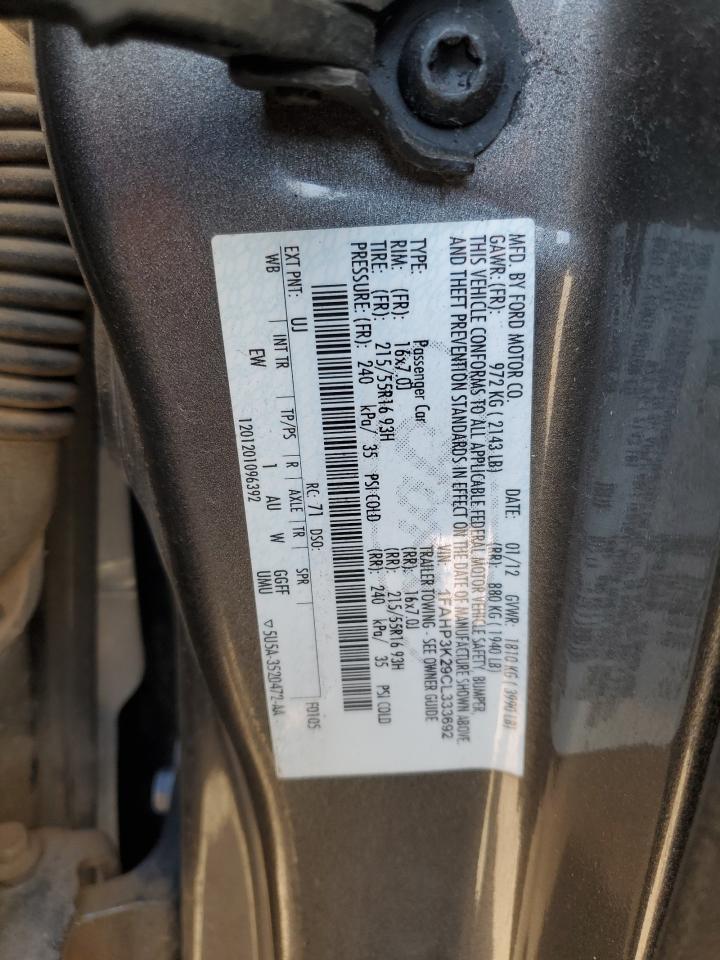 MFD. BY FORD MOTOR CO. DATE: 01/12 GVWR: 1810 KG ( 3990 LB)
GAWR:(FR): 972 KG ( 2143 LB) (RR): 880 KG ( 1940 LB)
THIS VEHICLE CONFORMS TO ALL APPLICABLE FEDERAL MOTOR VEHICLE SAFETY, BUMPER,
AND THEFT PREVENTION STANDARDS IN EFFECT ON THE DATE OF MANUFACTURE SHOWN ABOVE.
VIN: 1FAHP3K29CL333692
TYPE: Passenger Car TRAILER TOWING - SEE OWNER GUIDE
RIM: (FR): 16x7.0J (RR): 16x7.0J
TIRE: (FR): 215/55R16 93H (RR): 215/55R16 93H
PRESSURE: (FR): 240 kPa/ 35 PSI COLD (RR): 240 kPa/ 35 PSI COLD
F0105
RC: 71 DSO:
EXT PNT: UJ
INT TR TP/PS R AXLE TR SPR
WB EW 1 AU W GGFF
1201201096392 UMU
▽5U5A-3520472-AA